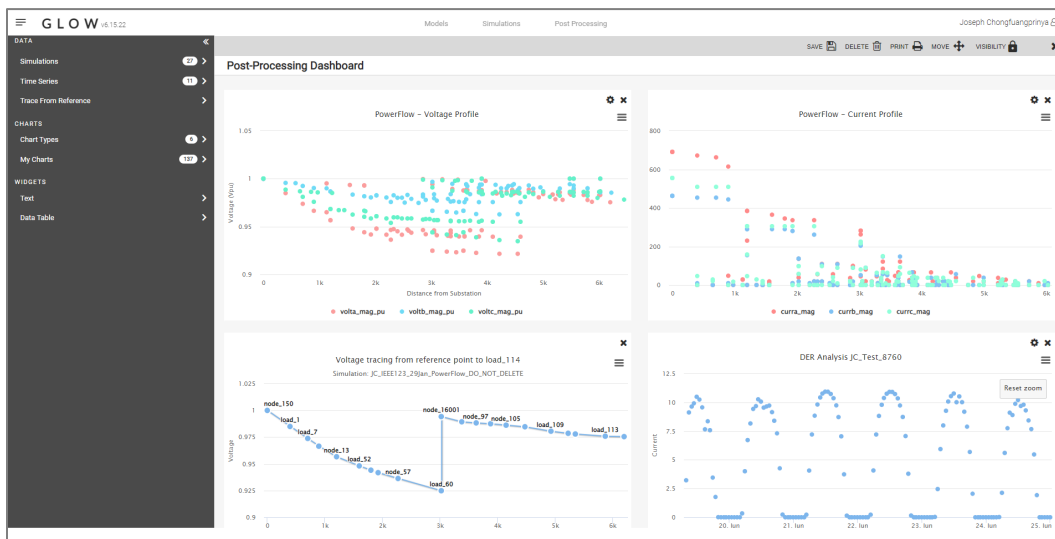 GLOW v6.15.22
Models Simulations Post Processing
Joseph Chongfuangprinya
DATA
SAVE DELETE PRINT MOVE VISIBILITY
Simulations 27
Time Series 11
Trace From Reference
CHARTS
Chart Types 6
My Charts 137
WIDGETS
Text
Data Table
Post-Processing Dashboard
PowerFlow – Voltage Profile
1.05
1
0.95
0.9
Voltage (Vpu)
0 1k 2k 3k 4k 5k 6k
Distance from Substation
volta_mag_pu voltb_mag_pu voltc_mag_pu
PowerFlow – Current Profile
800
600
400
200
0
0 1k 2k 3k 4k 5k 6k
curra_mag currb_mag currc_mag
Voltage tracing from reference point to load_114
Simulation: JC_IEEE123_29Jan_PowerFlow_DO_NOT_DELETE
1.025
1
0.975
0.95
0.925
0.9
Voltage
node_150
load_1
load_7
node_13
load_52
node_57
load_60
node_16001
node_97
node_105
load_109
load_113
0 1k 2k 3k 4k 5k 6k
DER Analysis JC_Test_8760
Reset zoom
12.5
10
7.5
5
2.5
0
Current
20. Jun 21. Jun 22. Jun 23. Jun 24. Jun 25. Jun